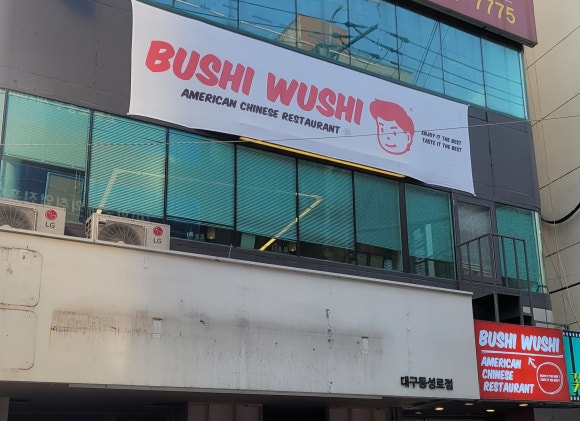 7775
BUSHI WUSHI
AMERICAN CHINESE RESTAURANT
ENJOY IT THE BEST
TASTE IT THE BEST
LG
LG
대구동성로점
BUSHI WUSHI
AMERICAN
CHINESE
RESTAURANT